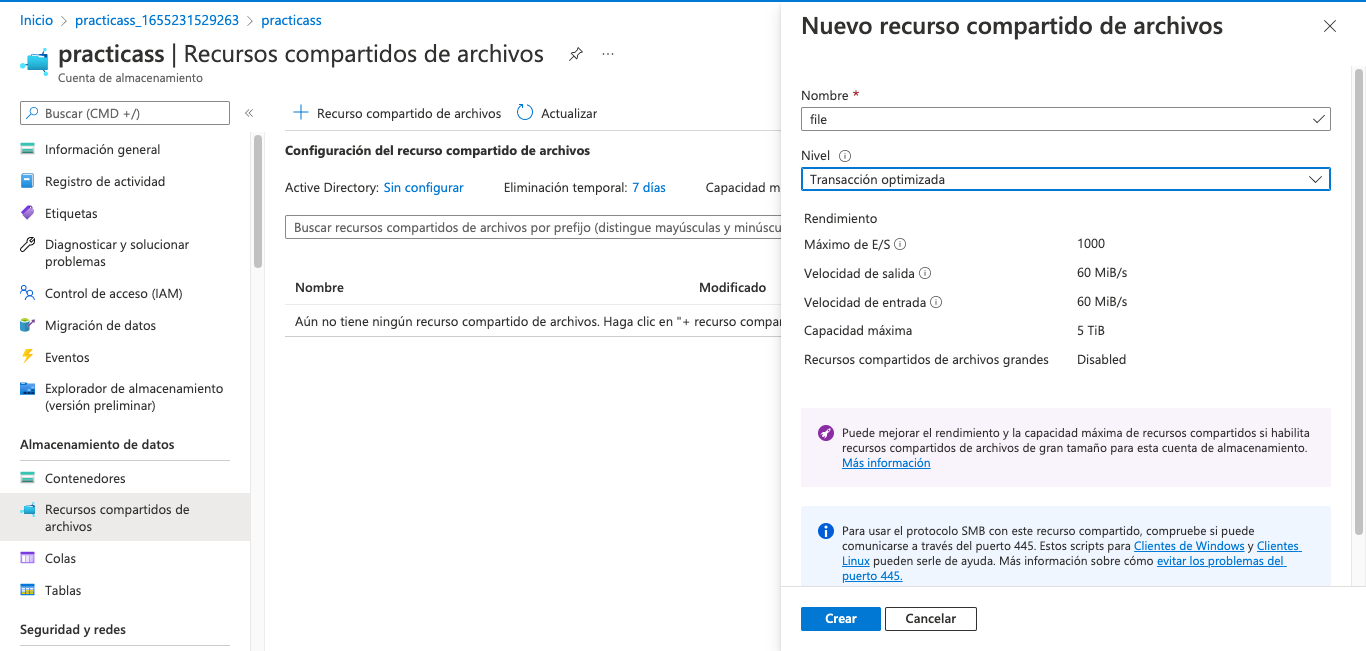 Inicio > practicass_1655231529263 > practicass
practicass | Recursos compartidos de archivos
Cuenta de almacenamiento
Buscar (CMD +/)
Información general
Registro de actividad
Etiquetas
Diagnosticar y solucionar
problemas
Control de acceso (IAM)
Migración de datos
Eventos
Explorador de almacenamiento
(versión preliminar)
Almacenamiento de datos
Contenedores
Recursos compartidos de
archivos
Colas
Tablas
Seguridad y redes
+ Recurso compartido de archivos Actualizar
Configuración del recurso compartido de archivos
Active Directory: Sin configurar Eliminación temporal: 7 días Capacidad m
Buscar recursos compartidos de archivos por prefijo (distingue mayúsculas y minúscu
Nombre Modificado
Aún no tiene ningún recurso compartido de archivos. Haga clic en "+ recurso compar
Nuevo recurso compartido de archivos
Nombre *
file
Nivel
Transacción optimizada
Rendimiento
Máximo de E/S 1000
Velocidad de salida 60 MiB/s
Velocidad de entrada 60 MiB/s
Capacidad máxima 5 TiB
Recursos compartidos de archivos grandes Disabled
Puede mejorar el rendimiento y la capacidad máxima de recursos compartidos si habilita
recursos compartidos de archivos de gran tamaño para esta cuenta de almacenamiento.
Más información
Para usar el protocolo SMB con este recurso compartido, compruebe si puede
comunicarse a través del puerto 445. Estos scripts para Clientes de Windows y Clientes
Linux pueden serle de ayuda. Más información sobre cómo evitar los problemas del
puerto 445.
Crear Cancelar